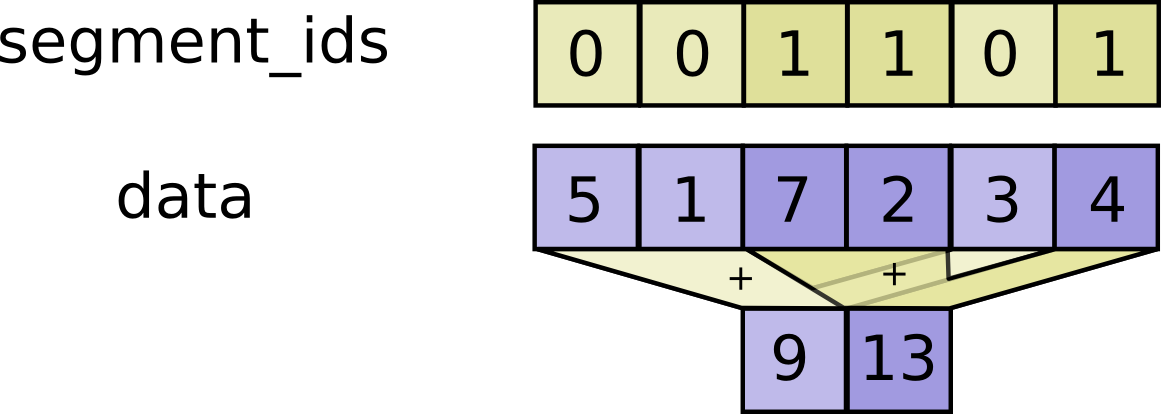 segment_ids 0 0 1 1 0 1
data 5 1 7 2 3 4
+ +
9 13